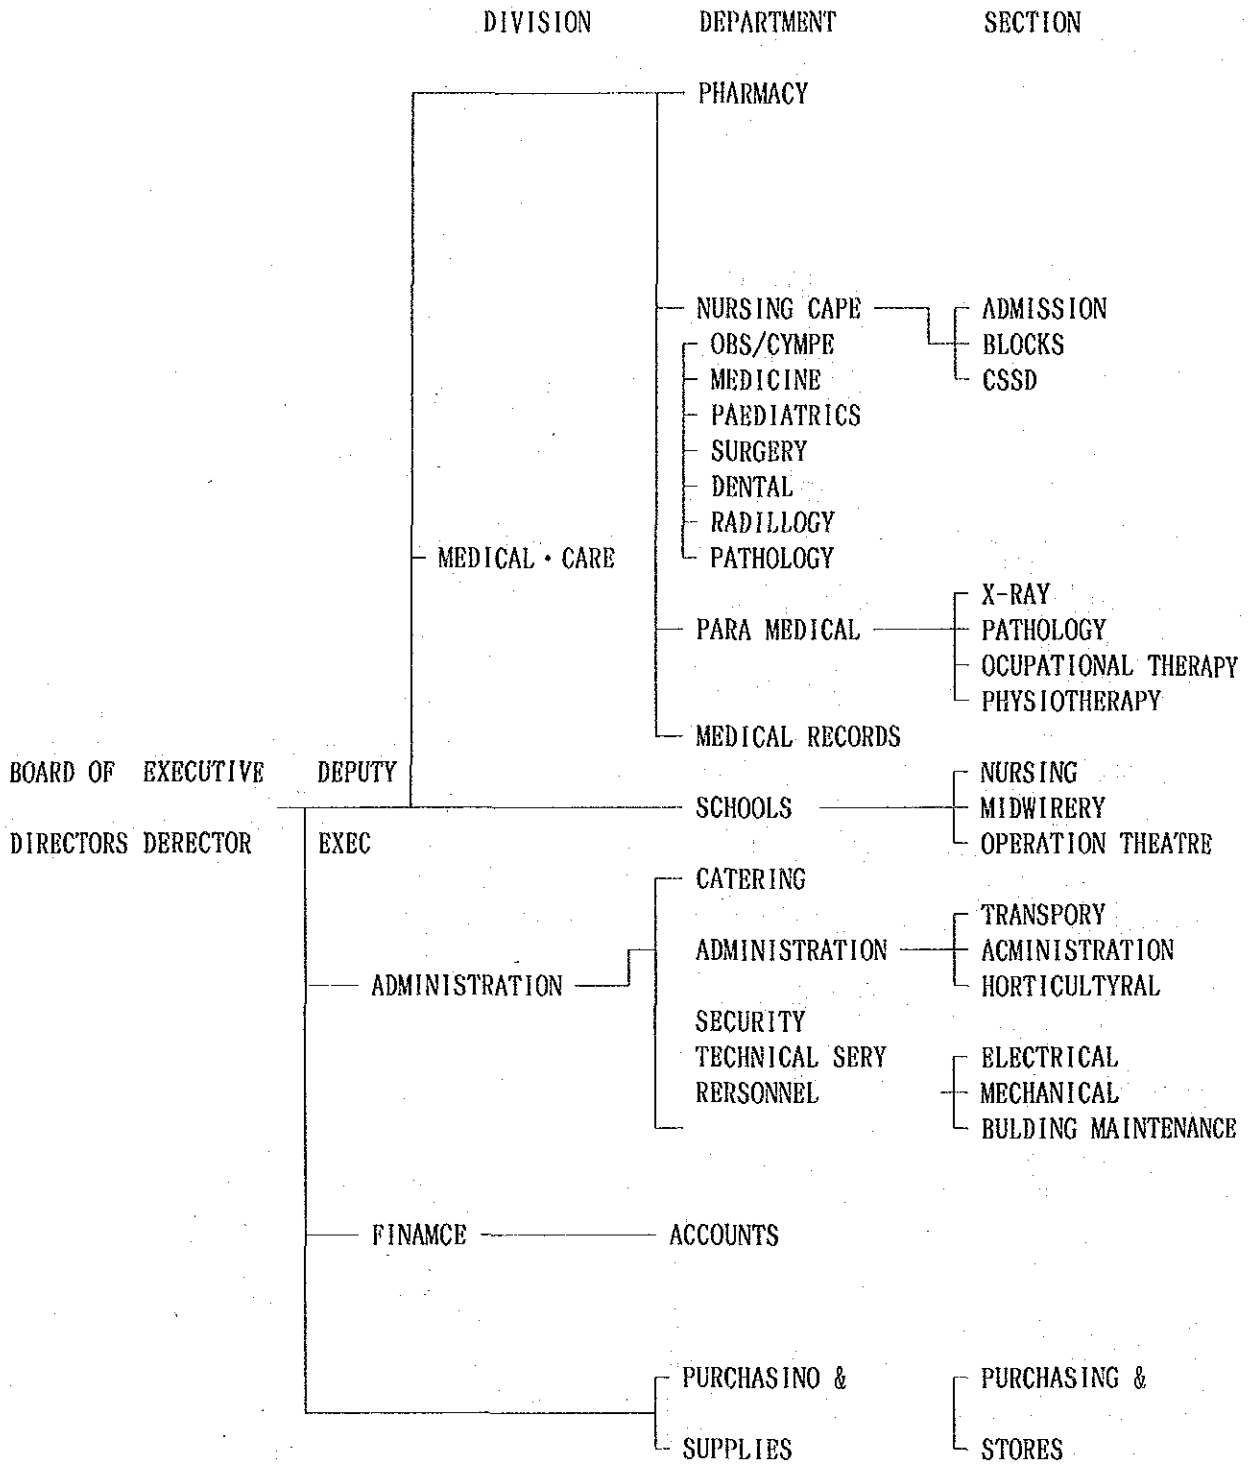 DIVISION DEPARTMENT SECTION
PHARMACY
NURSING CAPE ADMISSION
OBS/CYMPE BLOCKS
MEDICINE CSSD
PAEDIATRICS
SURGERY
DENTAL
RADILLOGY
MEDICAL・CARE PATHOLOGY
X-RAY
PARA MEDICAL PATHOLOGY
OCUPATIONAL THERAPY
PHYSIOTHERAPY
MEDICAL RECORDS
BOARD OF EXECUTIVE DEPUTY NURSING
SCHOOLS MIDWIRERY
DIRECTORS DERECTOR EXEC OPERATION THEATRE
CATERING
TRANSPORY
ADMINISTRATION ACMINISTRATION
ADMINISTRATION HORTICULTYRAL
SECURITY
TECHNICAL SERY ELECTRICAL
RERSONNEL MECHANICAL
BULDING MAINTENANCE
FINAMCE ACCOUNTS
PURCHASINO & PURCHASING &
SUPPLIES STORES